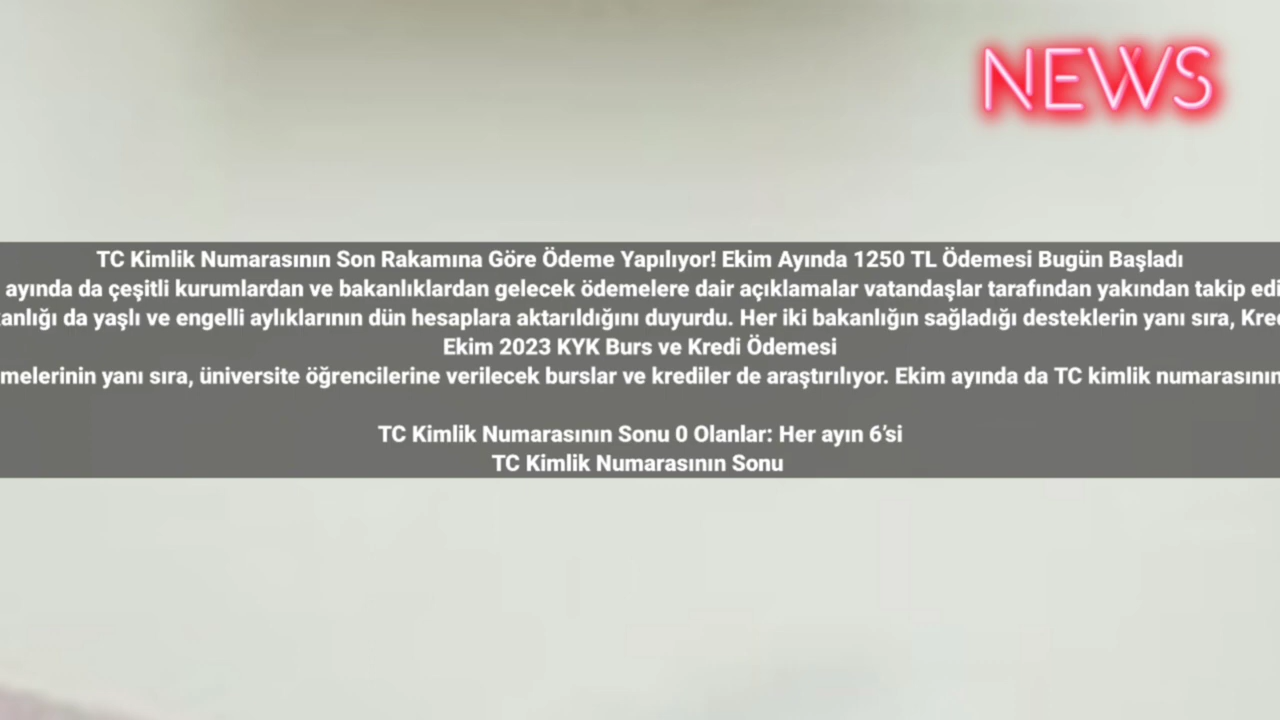 NEWS
TC Kimlik Numarasının Son Rakamına Göre Ödeme Yapılıyor! Ekim Ayında 1250 TL Ödemesi Bugün Başladı
ayında da çeşitli kurumlardan ve bakanlıklardan gelecek ödemelere dair açıklamalar vatandaşlar tarafından yakından takip edi
anlığı da yaşlı ve engelli aylıklarının dün hesaplara aktarıldığını duyurdu. Her iki bakanlığın sağladığı desteklerin yanı sıra, Kred
Ekim 2023 KYK Burs ve Kredi Ödemesi
melerinin yanı sıra, üniversite öğrencilerine verilecek burslar ve krediler de araştırılıyor. Ekim ayında da TC kimlik numarasının
TC Kimlik Numarasının Sonu 0 Olanlar: Her ayın 6’si
TC Kimlik Numarasının Sonu